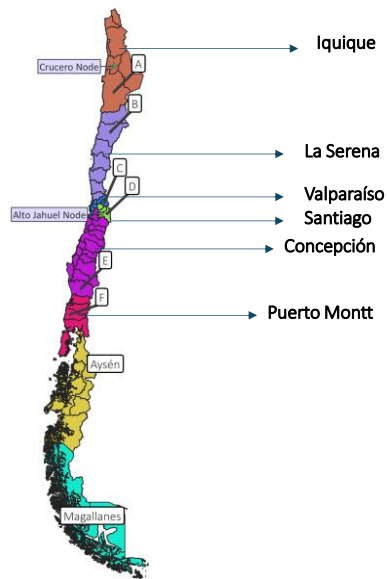 Iquique
Crucero Node
A
B
La Serena
C
D
Valparaíso
Alto Jahuel Node
Santiago
Concepción
E
F
Puerto Montt
Aysén
Magallanes